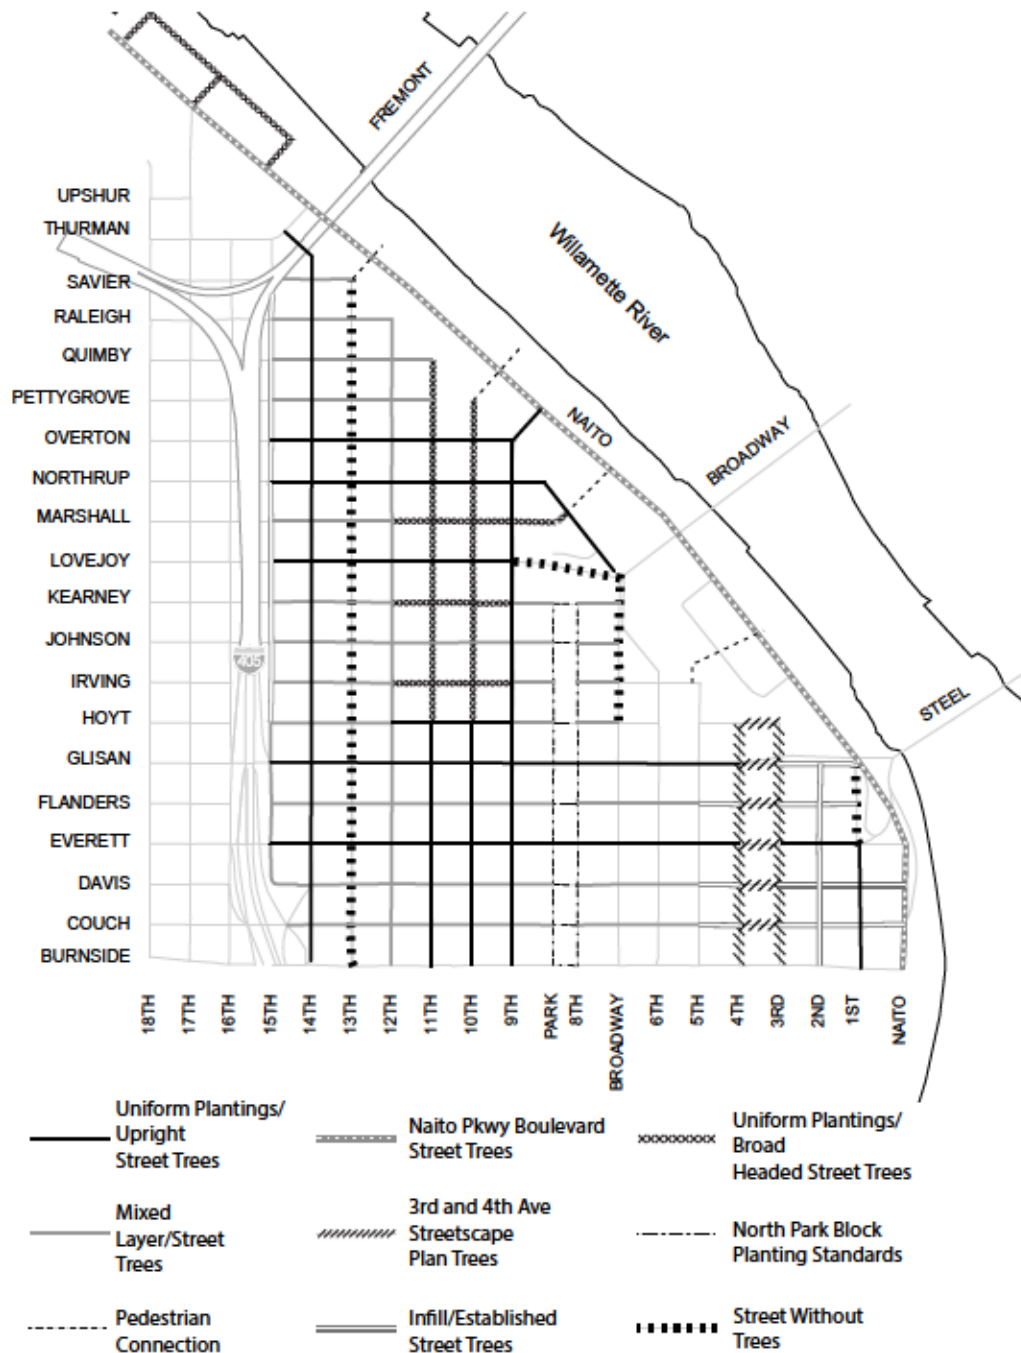 FREMONT
UPSHUR
THURMAN
SAVIER
RALEIGH
QUIMBY
PETTYGROVE
OVERTON
NORTHRUP
MARSHALL
LOVEJOY
KEARNEY
JOHNSON
IRVING
HOYT
GLISAN
FLANDERS
EVERETT
DAVIS
COUCH
BURNSIDE
Willamette River
NAITO
BROADWAY
STEEL
405
18TH
17TH
16TH
15TH
14TH
13TH
12TH
11TH
10TH
9TH
PARK
8TH
BROADWAY
6TH
5TH
4TH
3RD
2ND
1ST
NAITO
Uniform Plantings/
Upright
Street Trees
Naito Pkwy Boulevard
Street Trees
Uniform Plantings/
Broad
Headed Street Trees
Mixed
Layer/Street
Trees
3rd and 4th Ave
Streetscape
Plan Trees
North Park Block
Planting Standards
Pedestrian
Connection
Infill/Established
Street Trees
Street Without
Trees